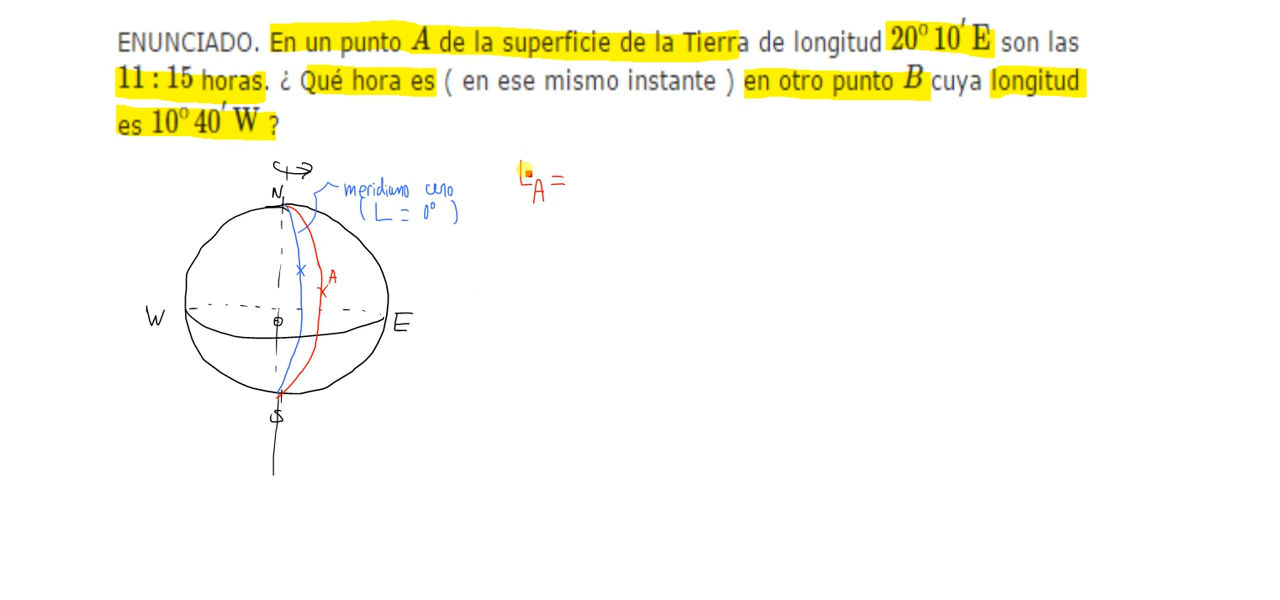 ENUNCIADO. En un punto A de la superficie de la Tierra de longitud 20° 10′ E son las
11 : 15 horas. ¿ Qué hora es ( en ese mismo instante ) en otro punto B cuya longitud
es 10° 40′ W ?
N
meridiano cero
( L = 0° )
L_A =
A
W
O
E
S